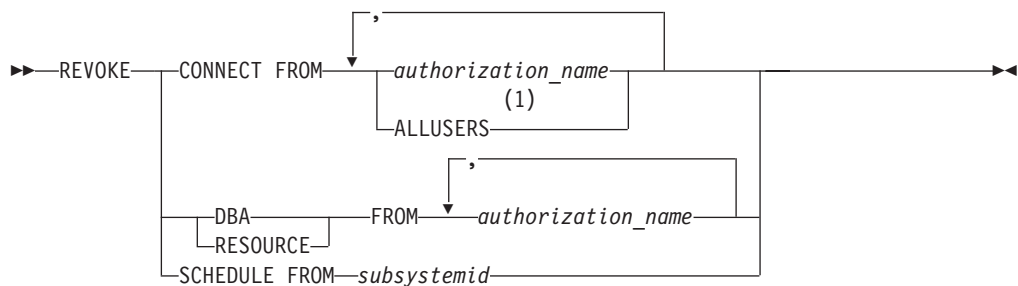 ,
REVOKE CONNECT FROM authorization_name
(1)
ALLUSERS
,
DBA FROM authorization_name
RESOURCE
SCHEDULE FROM subsystemid